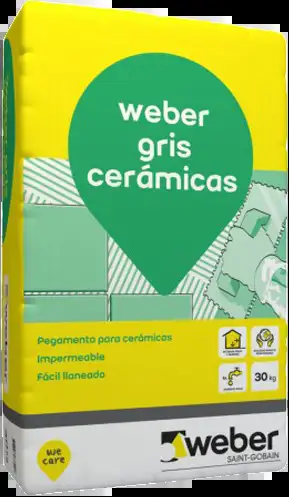 weber
gris
cerámicas
Pegamento para cerámicas
Impermeable
Fácil llaneado
30 kg
we
care
weber
SAINT-GOBAIN